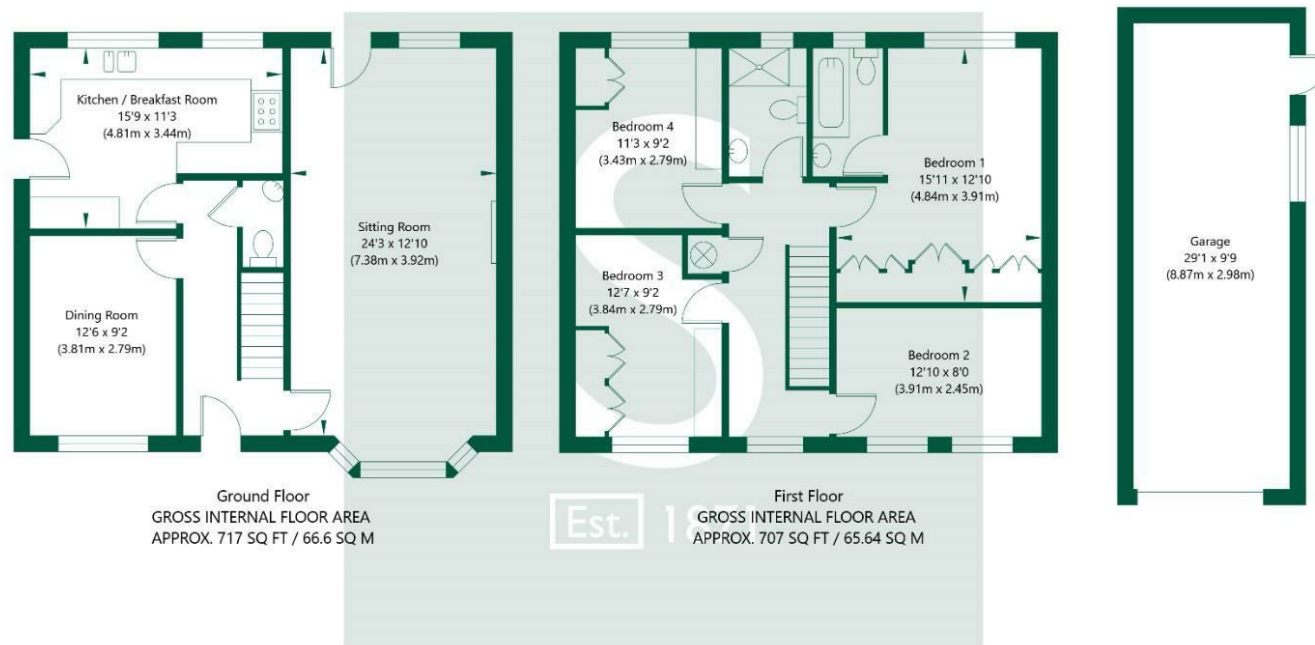 Kitchen / Breakfast Room
15'9 x 11'3
(4.81m x 3.44m)
Dining Room
12'6 x 9'2
(3.81m x 2.79m)
Sitting Room
24'3 x 12'10
(7.38m x 3.92m)
Ground Floor
GROSS INTERNAL FLOOR AREA
APPROX. 717 SQ FT / 66.6 SQ M
Bedroom 4
11'3 x 9'2
(3.43m x 2.79m)
Bedroom 1
15'11 x 12'10
(4.84m x 3.91m)
Bedroom 3
12'7 x 9'2
(3.84m x 2.79m)
Bedroom 2
12'10 x 8'0
(3.91m x 2.45m)
First Floor
GROSS INTERNAL FLOOR AREA
APPROX. 707 SQ FT / 65.64 SQ M
Garage
29'1 x 9'9
(8.87m x 2.98m)
S
Est. 1871